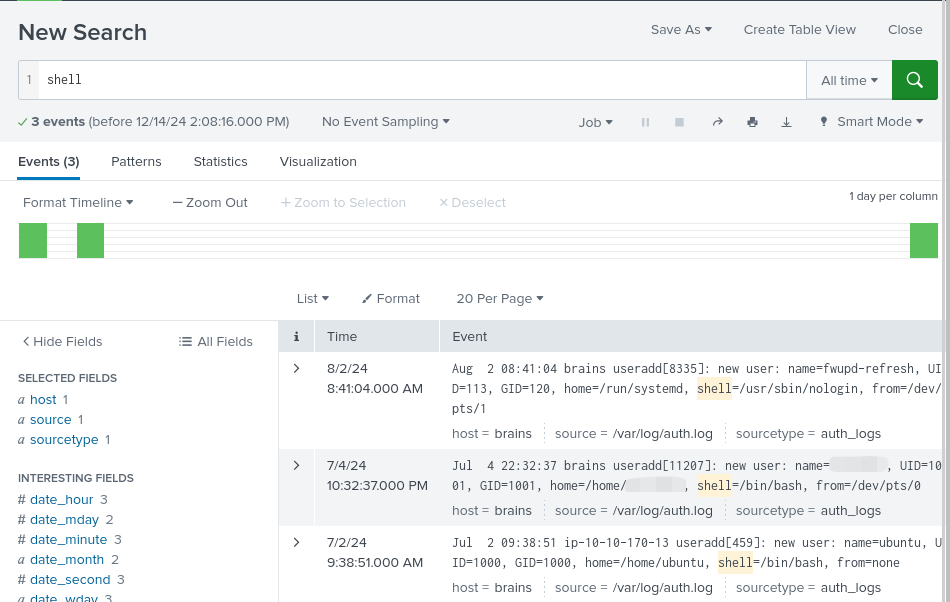 New Search
Save As
Create Table View
Close
1 shell
All time
3 events (before 12/14/24 2:08:16.000 PM)
No Event Sampling
Job
Smart Mode
Events (3)
Patterns
Statistics
Visualization
Format Timeline
— Zoom Out
+ Zoom to Selection
× Deselect
1 day per column
List
Format
20 Per Page
< Hide Fields
All Fields
SELECTED FIELDS
a host 1
a source 1
a sourcetype 1
INTERESTING FIELDS
# date_hour 3
# date_mday 2
# date_minute 3
a date_month 2
# date_second 3
a date_wday 3
i
Time
Event
8/2/24
8:41:04.000 AM
Aug 2 08:41:04 brains useradd[8335]: new user: name=fwupd-refresh, UI
D=113, GID=120, home=/run/systemd, shell=/usr/sbin/nologin, from=/dev/
pts/1
host = brains
source = /var/log/auth.log
sourcetype = auth_logs
7/4/24
10:32:37.000 PM
Jul 4 22:32:37 brains useradd[11207]: new user: name= , UID=10
01, GID=1001, home=/home/ , shell=/bin/bash, from=/dev/pts/0
host = brains
source = /var/log/auth.log
sourcetype = auth_logs
7/2/24
9:38:51.000 AM
Jul 2 09:38:51 ip-10-10-170-13 useradd[459]: new user: name=ubuntu, U
ID=1000, GID=1000, home=/home/ubuntu, shell=/bin/bash, from=none
host = brains
source = /var/log/auth.log
sourcetype = auth_logs